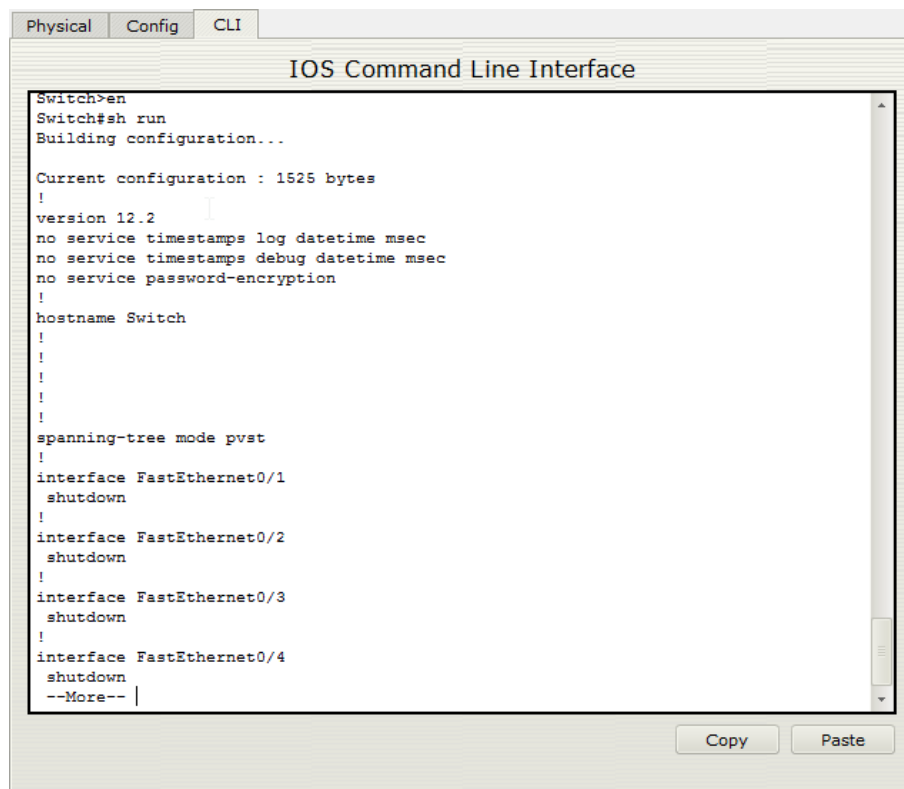 Physical Config CLI
IOS Command Line Interface
Switch>en
Switch#sh run
Building configuration...
Current configuration : 1525 bytes
!
version 12.2
no service timestamps log datetime msec
no service timestamps debug datetime msec
no service password-encryption
!
hostname Switch
!
!
!
!
!
spanning-tree mode pvst
!
interface FastEthernet0/1
shutdown
!
interface FastEthernet0/2
shutdown
!
interface FastEthernet0/3
shutdown
!
interface FastEthernet0/4
shutdown
--More--
Copy Paste